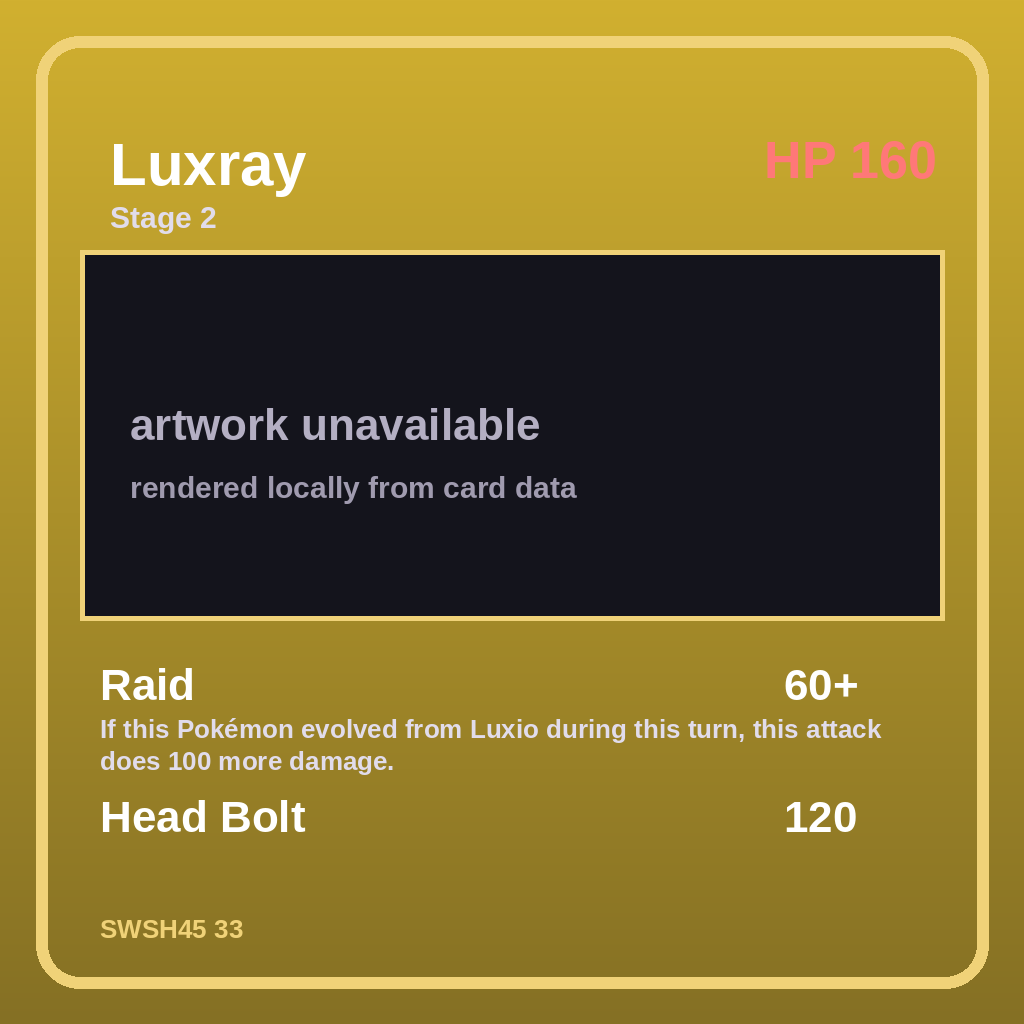 Luxray
HP 160
Stage 2
artwork unavailable
rendered locally from card data
Raid
60+
If this Pokémon evolved from Luxio during this turn, this attack
does 100 more damage.
Head Bolt
120
SWSH45 33